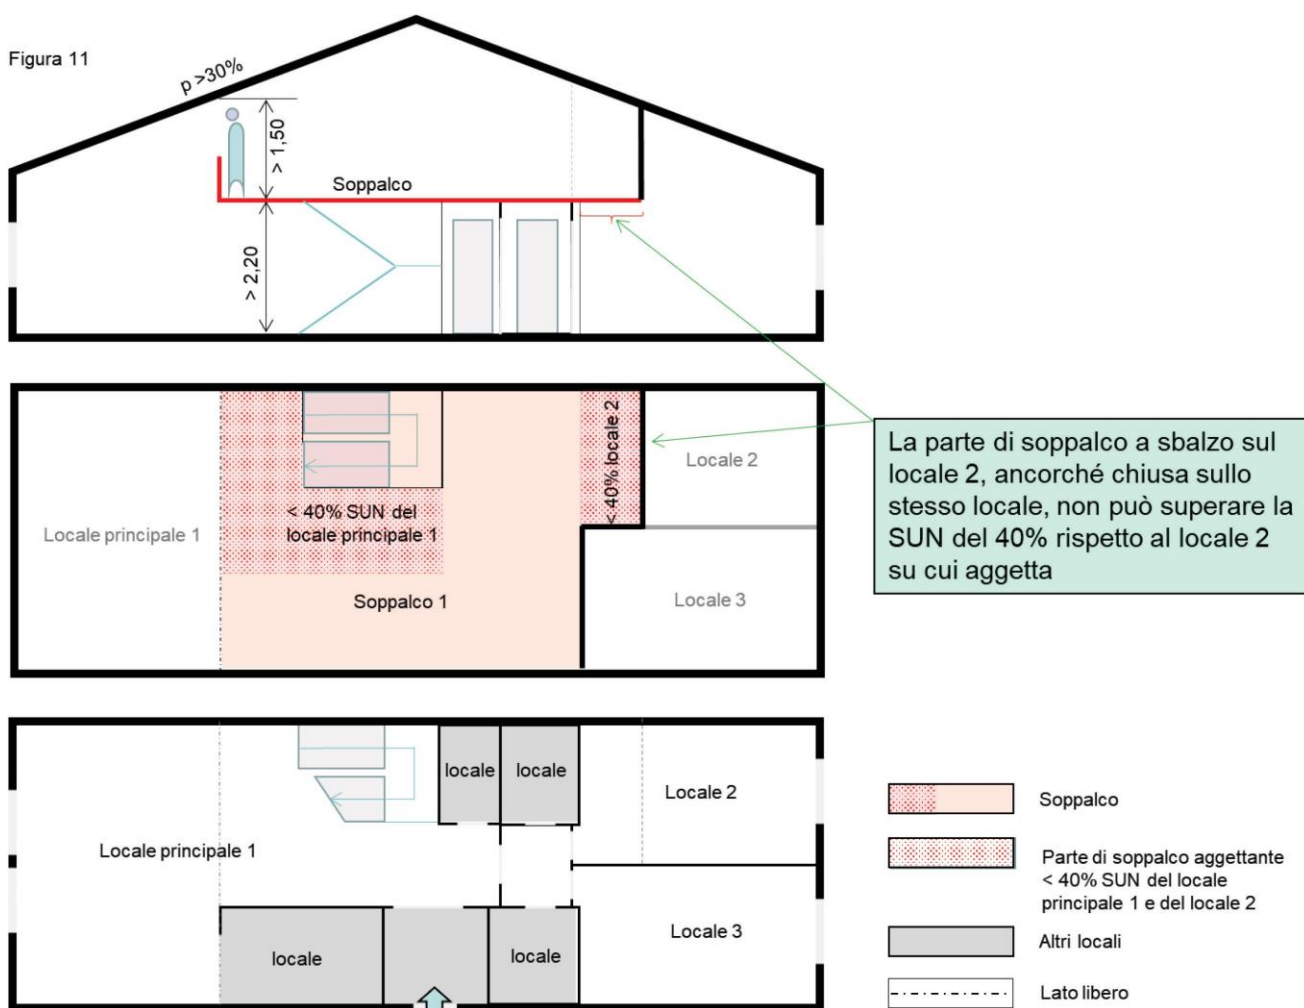 Figura 11
p >30%
> 1,50
Soppalco
> 2,20
< 40% locale 2
Locale 2
< 40% SUN del
locale principale 1
Locale principale 1
Soppalco 1
Locale 3
La parte di soppalco a sbalzo sul
locale 2, ancorché chiusa sullo
stesso locale, non può superare la
SUN del 40% rispetto al locale 2
su cui aggetta
locale
locale
Locale 2
Locale principale 1
Locale 3
locale
locale
Soppalco
Parte di soppalco aggettante
< 40% SUN del locale
principale 1 e del locale 2
Altri locali
Lato libero